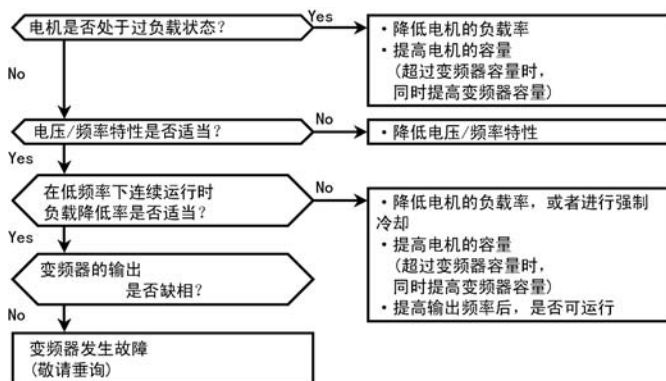 电机是否处于过负载状态？
Yes
・降低电机的负载率
・提高电机的容量
(超过变频器容量时，
同时提高变频器容量)
No
电压/频率特性是否适当？
No
・降低电压/频率特性
Yes
在低频率下连续运行时
负载降低率是否适当？
No
・降低电机的负载率，或者进行强制
冷却
・提高电机的容量
(超过变频器容量时，
同时提高变频器容量)
・提高输出频率后，是否可运行
Yes
变频器的输出
是否缺相？
No
变频器发生故障
(敬请垂询)